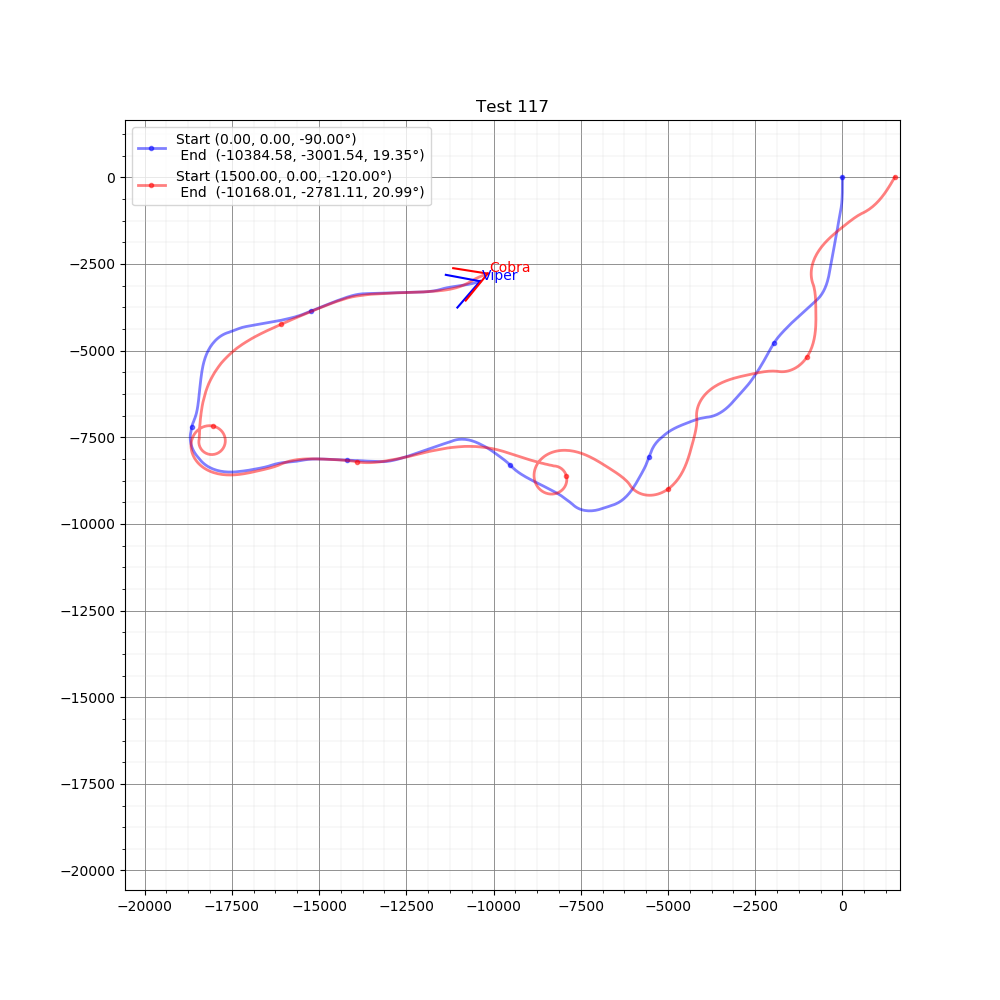 Test 117
Start (0.00, 0.00, -90.00°)
End  (-10384.58, -3001.54, 19.35°)
Start (1500.00, 0.00, -120.00°)
End  (-10168.01, -2781.11, 20.99°)
Cobra
Viper
0
−2500
−5000
−7500
−10000
−12500
−15000
−17500
−20000
−20000 −17500 −15000 −12500 −10000 −7500 −5000 −2500 0